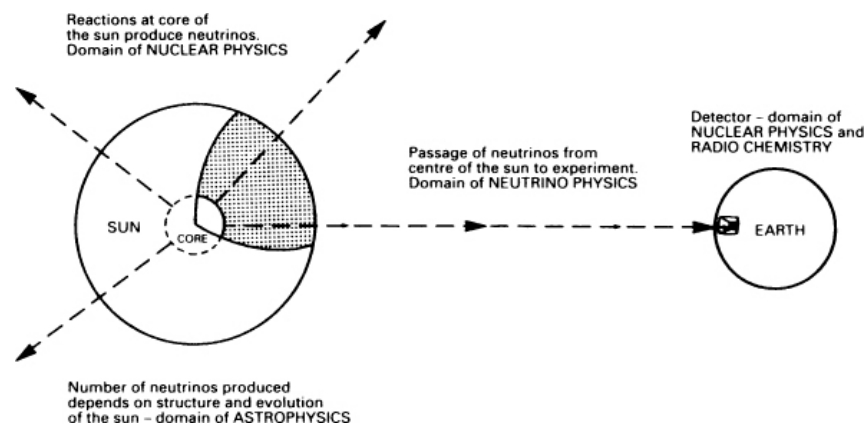 Reactions at core of
the sun produce neutrinos.
Domain of NUCLEAR PHYSICS
Detector – domain of
NUCLEAR PHYSICS and
RADIO CHEMISTRY
Passage of neutrinos from
centre of the sun to experiment.
Domain of NEUTRINO PHYSICS
SUN
CORE
EARTH
Number of neutrinos produced
depends on structure and evolution
of the sun – domain of ASTROPHYSICS